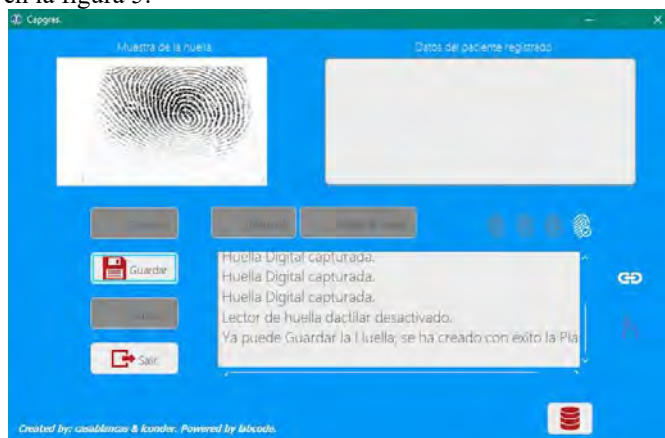 en la figura 3.
Capgres.
Muestra de la huella
Datos del paciente registrado
Guardar
Huella Digital capturada.
Huella Digital capturada.
Huella Digital capturada.
Lector de huella dactilar desactivado.
Ya puede Guardar la Huella; se ha creado con éxito la Pla
Salir
Created by: casablancas & kunder. Powered by labcode.